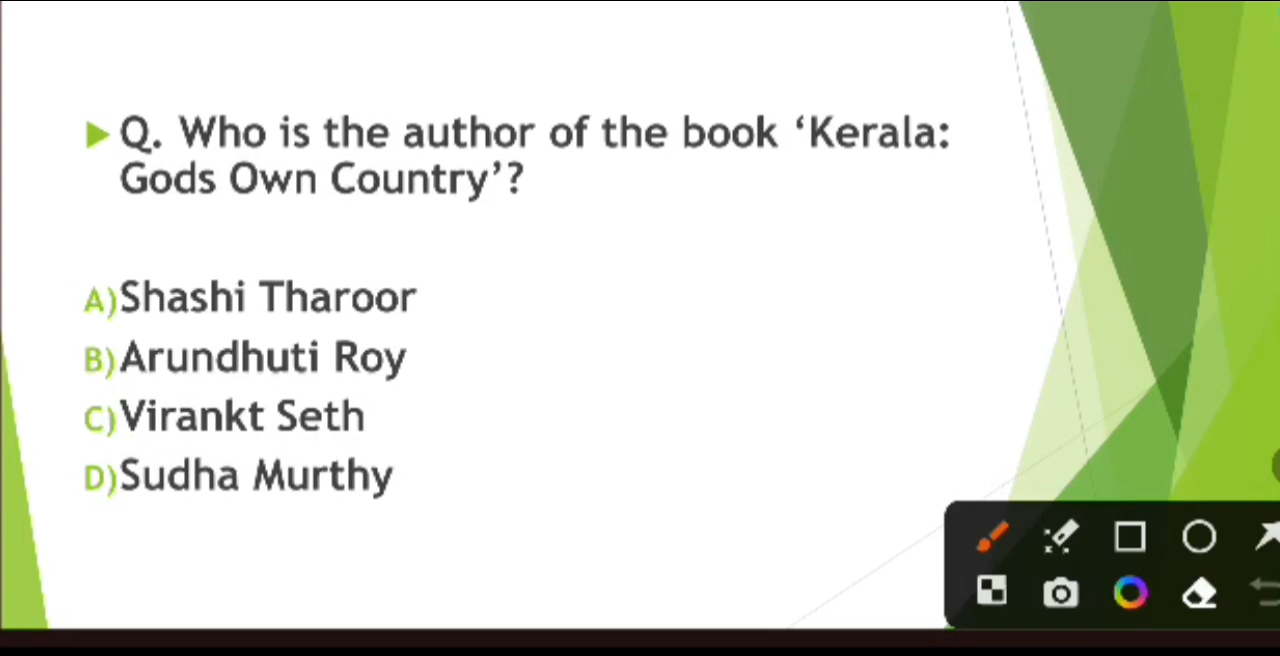 Q. Who is the author of the book ‘Kerala:
Gods Own Country’?
A) Shashi Tharoor
B) Arundhuti Roy
C) Virankt Seth
D) Sudha Murthy